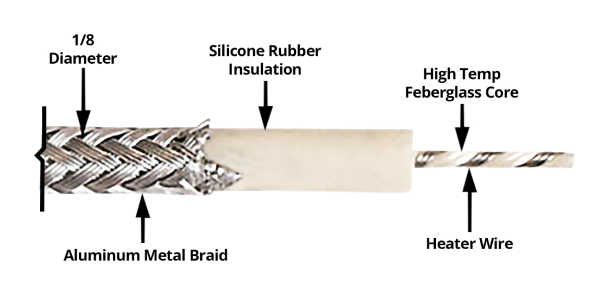 1/8
Diameter
Silicone Rubber
Insulation
High Temp
Feberglass Core
Aluminum Metal Braid
Heater Wire